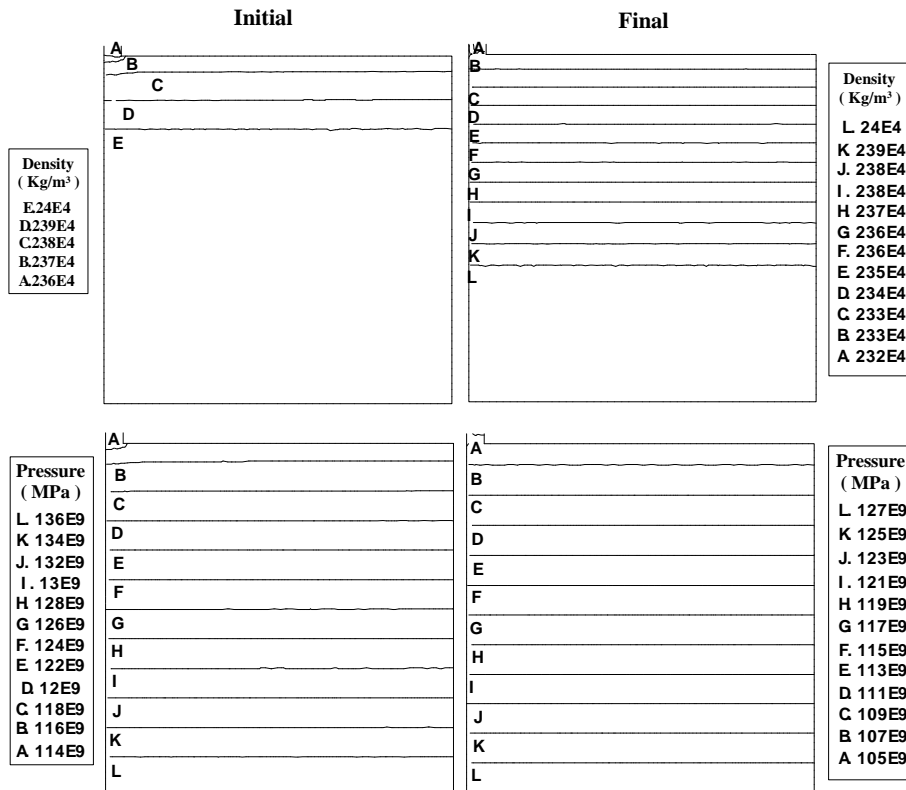 Initial
Final
A
B
C
D
E
A
B
C
D
E
F
G
H
I
J
K
L
Density
( Kg/m³ )
E.24E4
D.239E4
C.238E4
B.237E4
A.236E4
Density
( Kg/m³ )
L. 24E4
K. 239E4
J. 238E4
I . 238E4
H. 237E4
G. 236E4
F. 236E4
E. 235E4
D. 234E4
C. 233E4
B. 233E4
A. 232E4
Pressure
( MPa )
L. 136E9
K. 134E9
J. 132E9
I . 13E9
H. 128E9
G. 126E9
F. 124E9
E. 122E9
D. 12E9
C. 118E9
B. 116E9
A. 114E9
A
B
C
D
E
F
G
H
I
J
K
L
A
B
C
D
E
F
G
H
I
J
K
L
Pressure
( MPa )
L. 127E9
K. 125E9
J. 123E9
I . 121E9
H. 119E9
G. 117E9
F. 115E9
E. 113E9
D. 111E9
C. 109E9
B. 107E9
A. 105E9